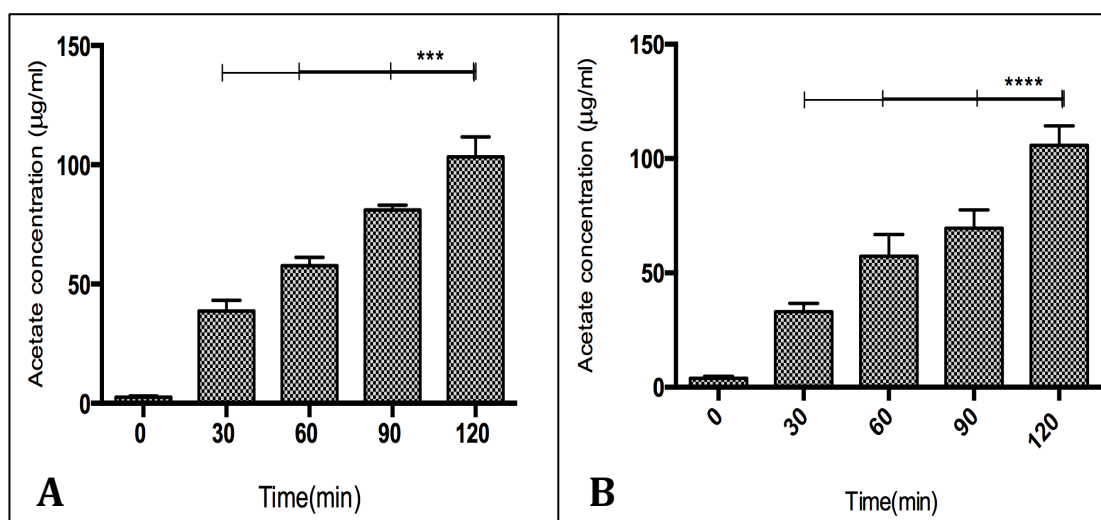 150
100
50
0
Acetate concentration (µg/ml)
***
0 30 60 90 120
Time(min)
A
150
100
50
0
Acetate concentration (µg/ml)
****
0 30 60 90 120
Time(min)
B